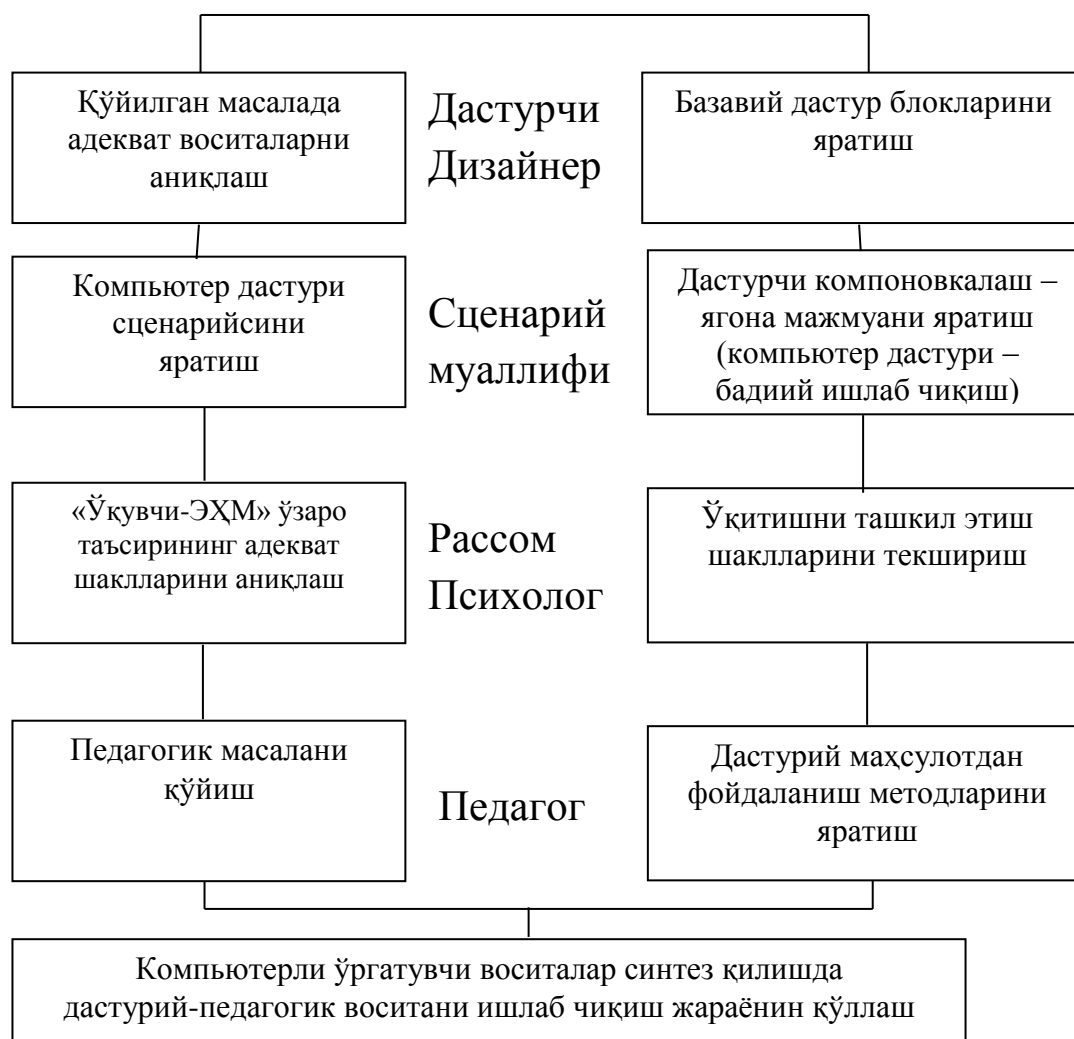 Қўйилган масалада
адекват воситаларни
аниқлаш
Дастурчи
Дизайнер
Базавий дастур блокларини
яратиш
Компьютер дастури
сценарийсини
яратиш
Сценарий
муаллифи
Дастурчи компоновкалаш –
ягона мажмуани яратиш
(компьютер дастури –
бадиий ишлаб чиқиш)
«Ўқувчи-ЭҲМ» ўзаро
таъсирининг адекват
шаклларини аниқлаш
Рассом
Психолог
Ўқитишни ташкил этиш
шаклларини текшириш
Педагогик масалани
қўйиш
Педагог
Дастурий маҳсулотдан
фойдаланиш методларини
яратиш
Компьютерли ўргатувчи воситалар синтез қилишда
дастурий-педагогик воситани ишлаб чиқиш жараёнин қўллаш